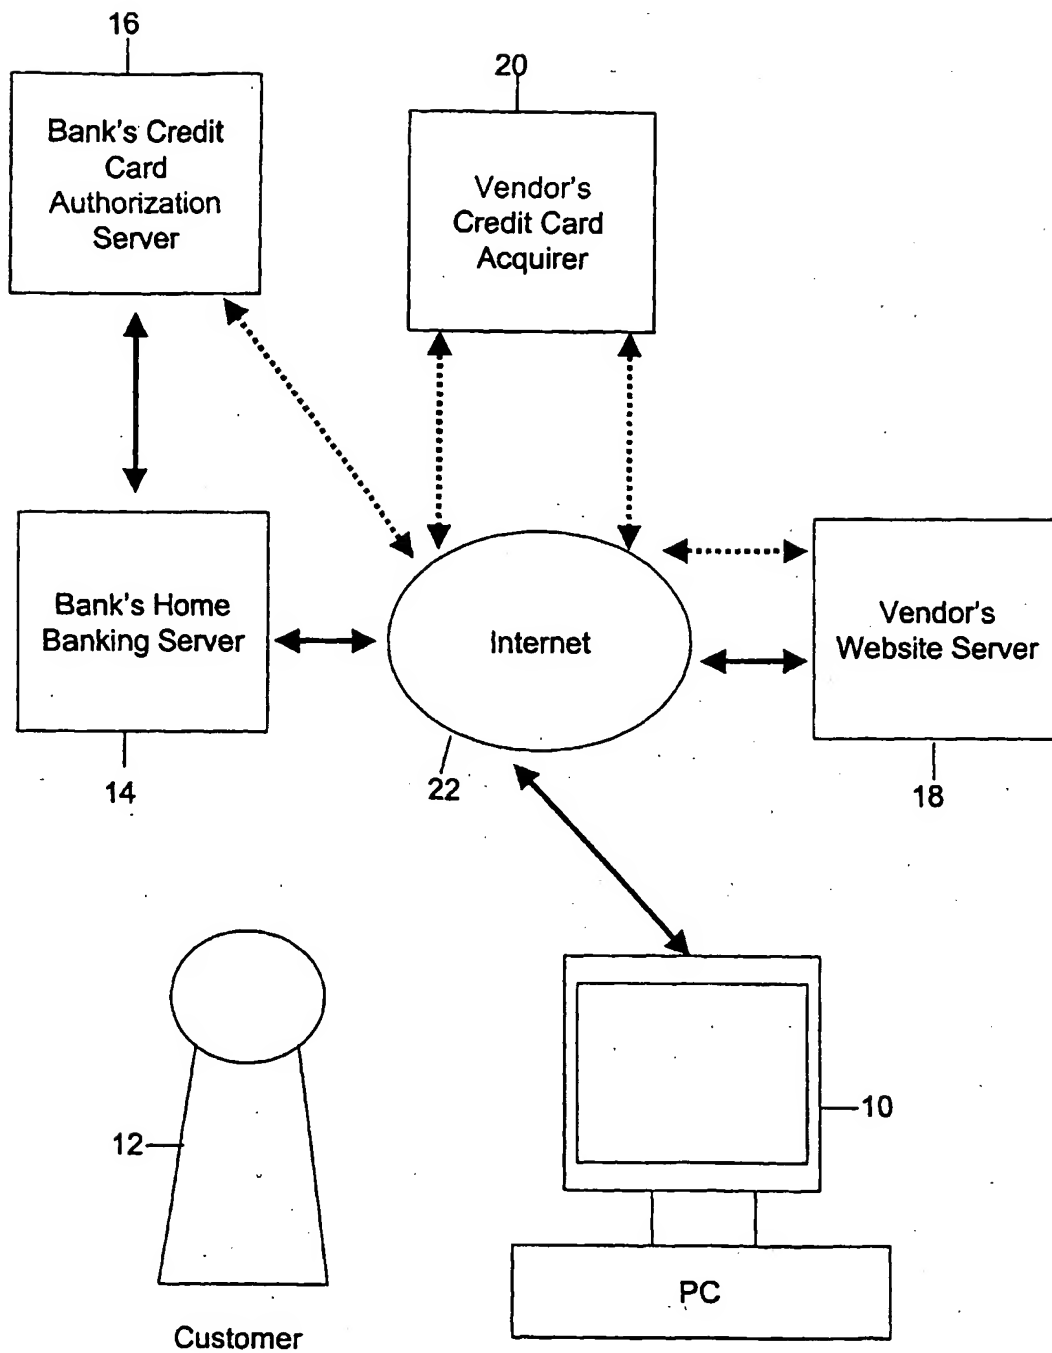 16
20
Bank's Credit
Card
Authorization
Server
Vendor's
Credit Card
Acquirer
Bank's Home
Banking Server
Internet
Vendor's
Website Server
14
22
18
10
12
PC
Customer